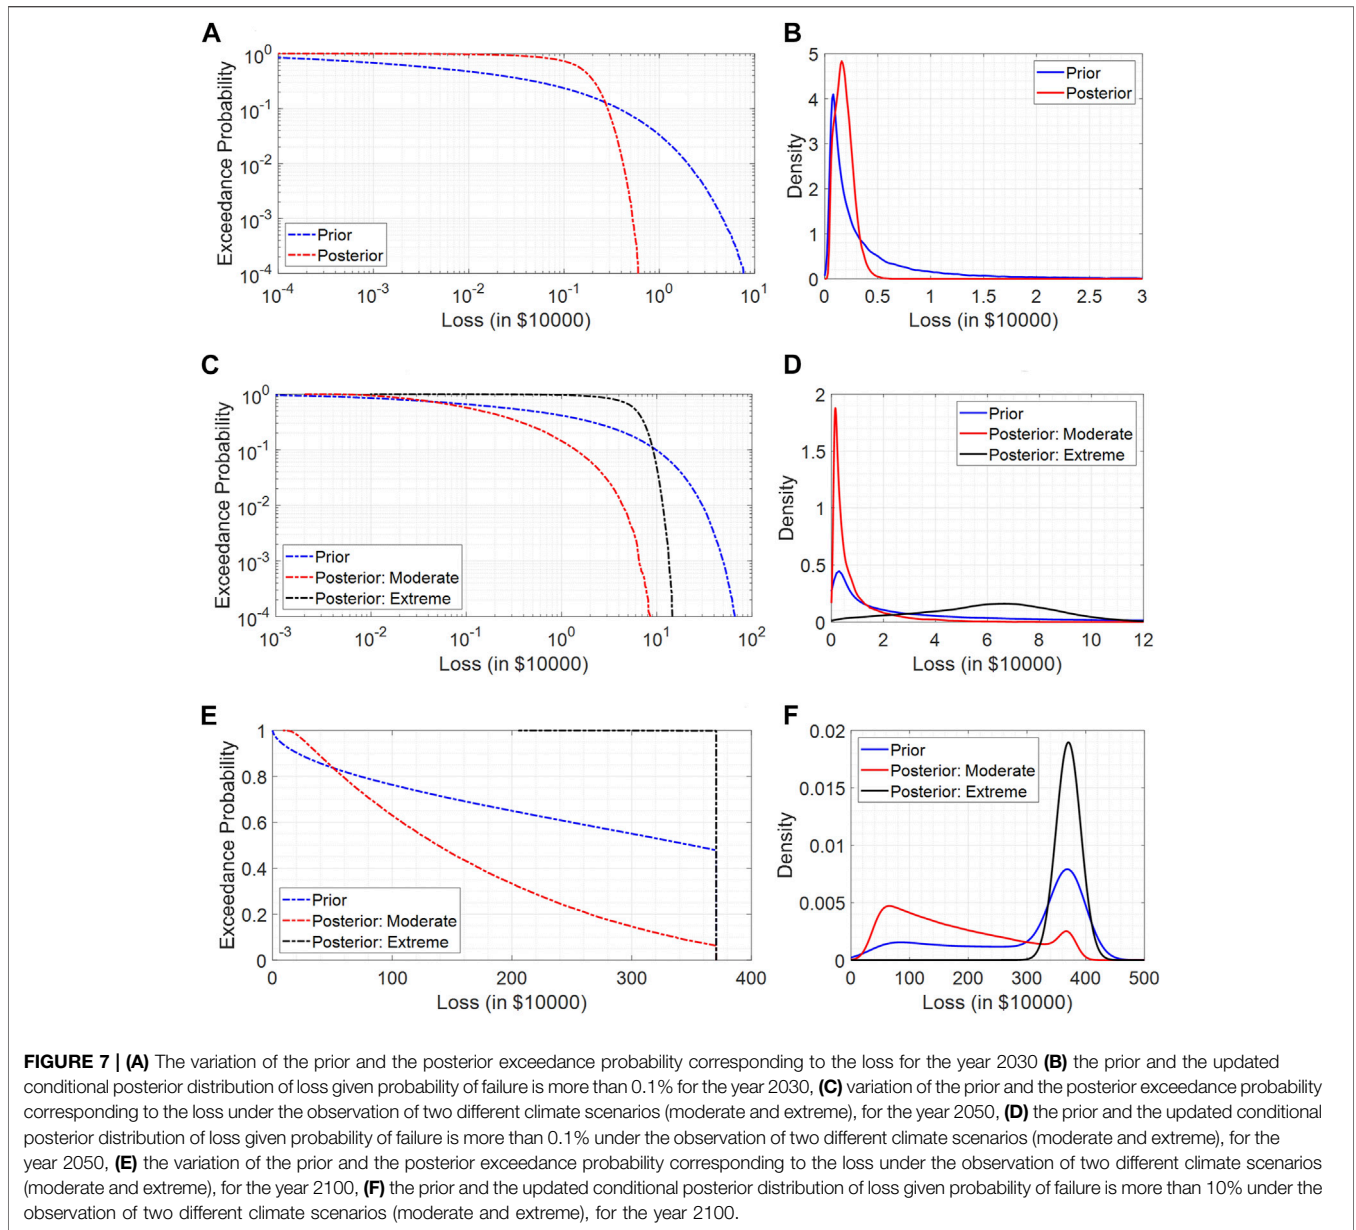 A
Exceedance Probability
10^0
10^-1
10^-2
10^-3
10^-4
Prior
Posterior
10^-4 10^-3 10^-2 10^-1 10^0 10^1
Loss (in $10000)
B
Density
5
4
3
2
1
0
Prior
Posterior
0 0.5 1 1.5 2 2.5 3
Loss (in $10000)
C
Exceedance Probability
10^0
10^-1
10^-2
10^-3
10^-4
Prior
Posterior: Moderate
Posterior: Extreme
10^-3 10^-2 10^-1 10^0 10^1 10^2
Loss (in $10000)
D
Density
2
1.5
1
0.5
0
Prior
Posterior: Moderate
Posterior: Extreme
0 2 4 6 8 10 12
Loss (in $10000)
E
Exceedance Probability
1
0.8
0.6
0.4
0.2
0
Prior
Posterior: Moderate
Posterior: Extreme
0 100 200 300 400
Loss (in $10000)
F
Density
0.02
0.015
0.01
0.005
0
Prior
Posterior: Moderate
Posterior: Extreme
0 100 200 300 400 500
Loss (in $10000)
FIGURE 7 | (A) The variation of the prior and the posterior exceedance probability corresponding to the loss for the year 2030 (B) the prior and the updated
conditional posterior distribution of loss given probability of failure is more than 0.1% for the year 2030, (C) variation of the prior and the posterior exceedance probability
corresponding to the loss under the observation of two different climate scenarios (moderate and extreme), for the year 2050, (D) the prior and the updated conditional
posterior distribution of loss given probability of failure is more than 0.1% under the observation of two different climate scenarios (moderate and extreme), for the
year 2050, (E) the variation of the prior and the posterior exceedance probability corresponding to the loss under the observation of two different climate scenarios
(moderate and extreme), for the year 2100, (F) the prior and the updated conditional posterior distribution of loss given probability of failure is more than 10% under the
observation of two different climate scenarios (moderate and extreme), for the year 2100.